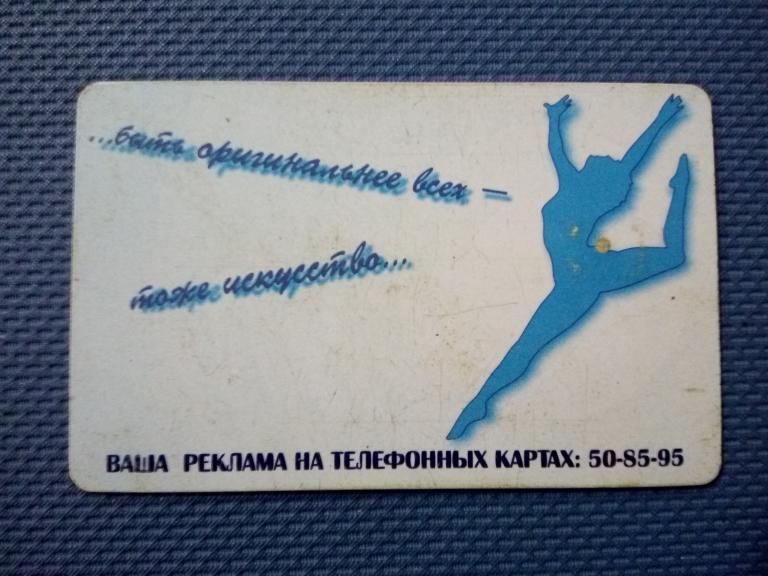 ...быть оригинальнее всех –
тоже искусство...
ВАША РЕКЛАМА НА ТЕЛЕФОННЫХ КАРТАХ: 50-85-95